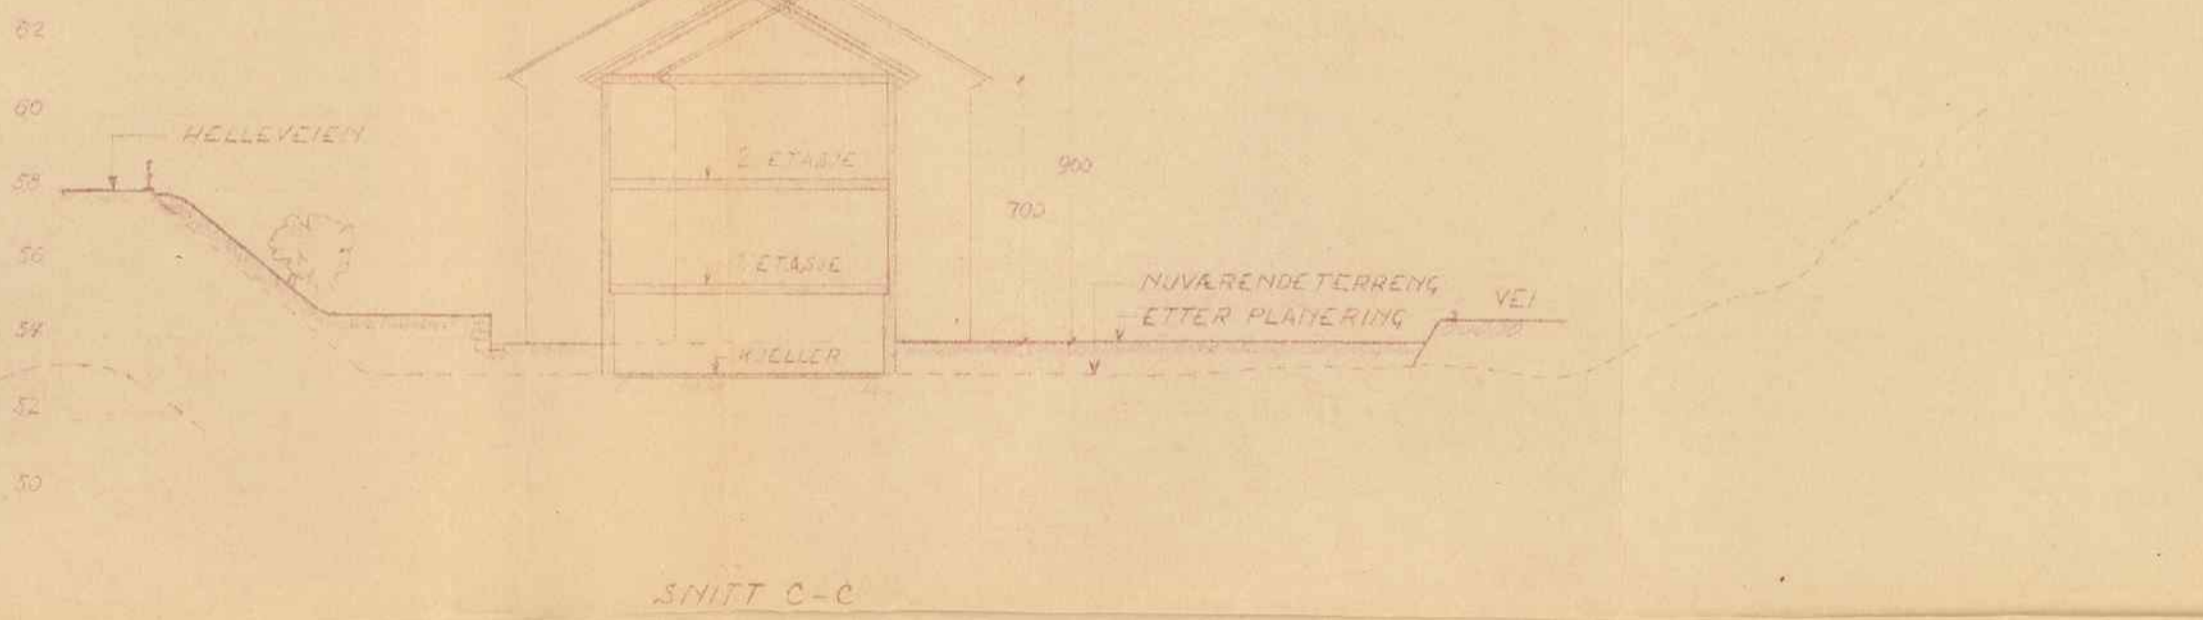 62
60
HELLEVEIEN
58
2 ETASJE
900
700
56
1 ETASJE
NUVÆRENDE TERRENG
ETTER PLANERING
VEI
54
KJELLER
52
50
SNITT C-C